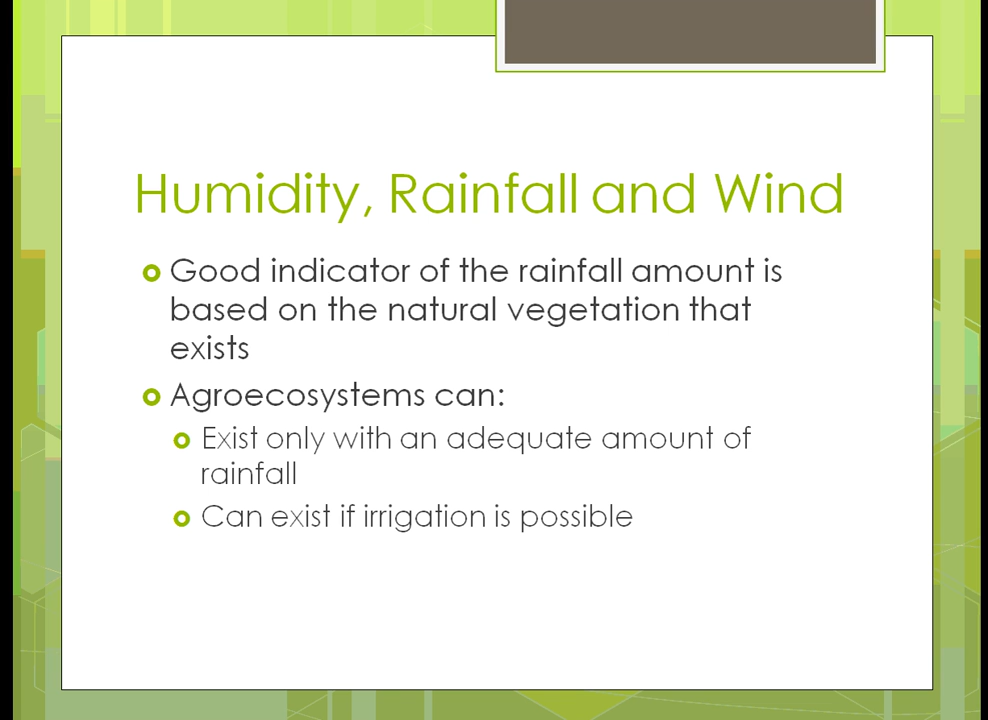 Humidity, Rainfall and Wind
Good indicator of the rainfall amount is
based on the natural vegetation that
exists
Agroecosystems can:
Exist only with an adequate amount of
rainfall
Can exist if irrigation is possible